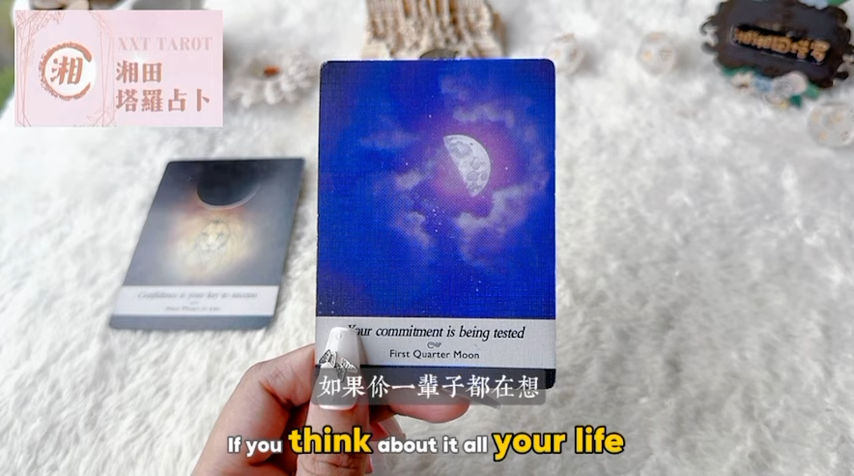 XXT TAROT
湘
湘田
塔羅占卜
Confidence is your key to success
Your commitment is being tested
First Quarter Moon
如果你一輩子都在想
If you think about it all your life